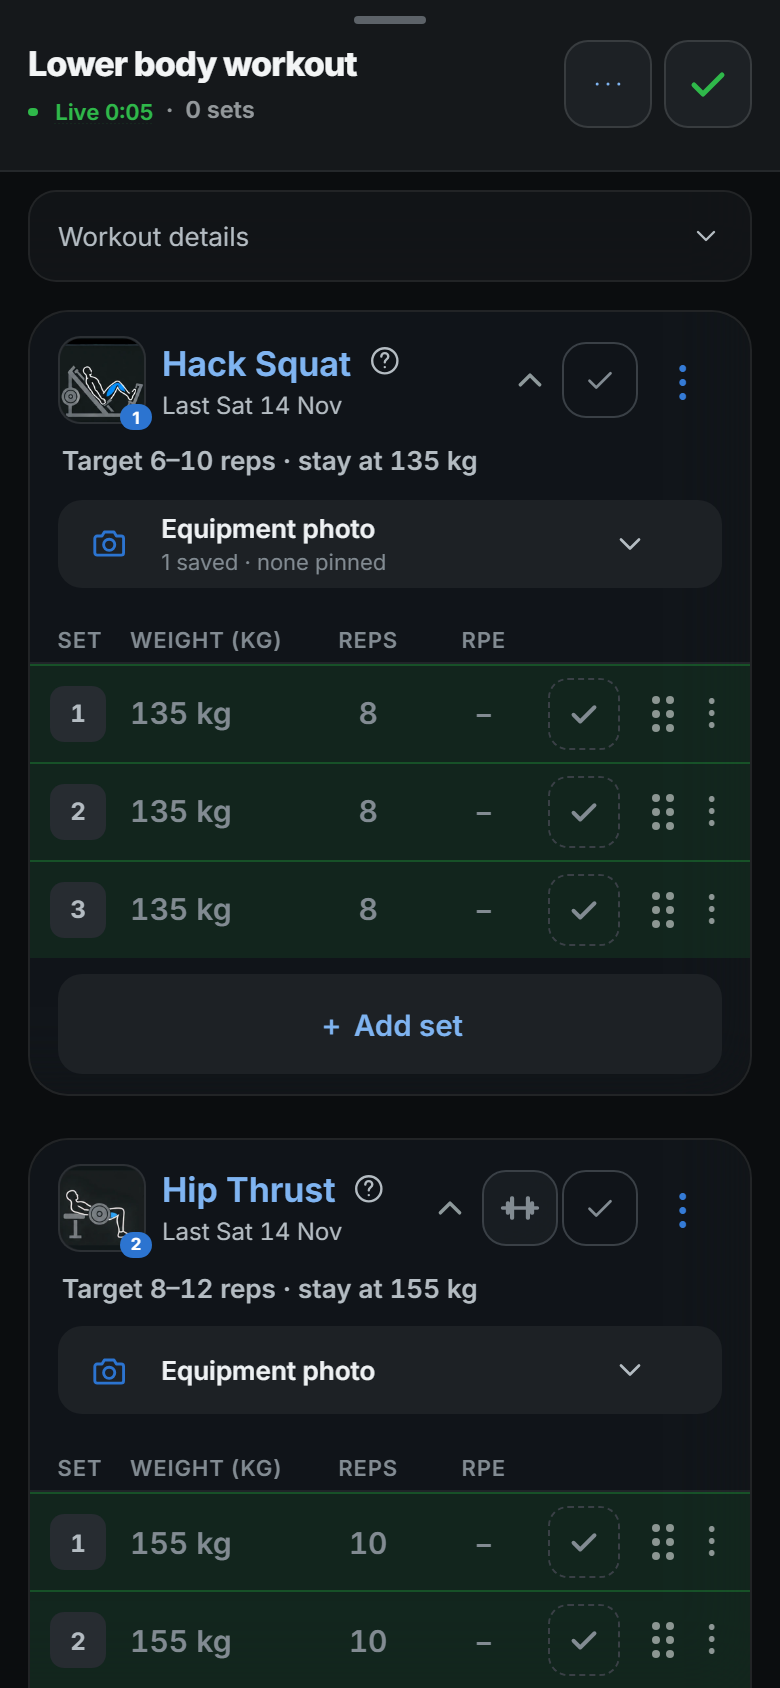 Lower body workout
Live 0:05 · 0 sets
Workout details
Hack Squat
1
Last Sat 14 Nov
Target 6–10 reps · stay at 135 kg
Equipment photo
1 saved · none pinned
SET WEIGHT (KG) REPS RPE
1 135 kg 8 –
2 135 kg 8 –
3 135 kg 8 –
+ Add set
Hip Thrust
2
Last Sat 14 Nov
Target 8–12 reps · stay at 155 kg
Equipment photo
SET WEIGHT (KG) REPS RPE
1 155 kg 10 –
2 155 kg 10 –